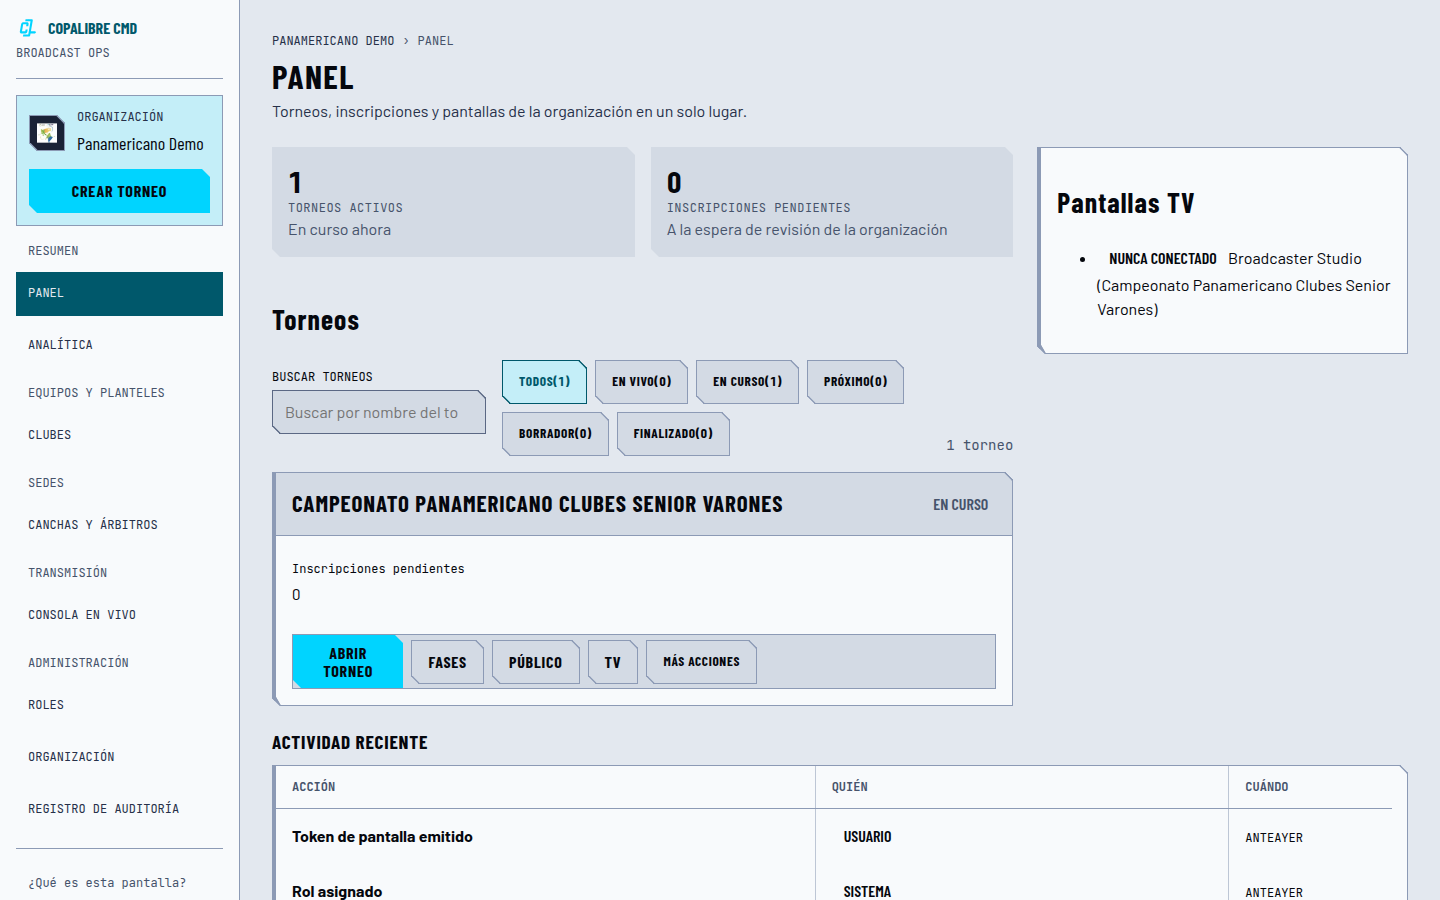 COPALIBRE CMD
BROADCAST OPS
ORGANIZACIÓN
Panamericano Demo
CREAR TORNEO
RESUMEN
PANEL
ANALÍTICA
EQUIPOS Y PLANTELES
CLUBES
SEDES
CANCHAS Y ÁRBITROS
TRANSMISIÓN
CONSOLA EN VIVO
ADMINISTRACIÓN
ROLES
ORGANIZACIÓN
REGISTRO DE AUDITORÍA
¿Qué es esta pantalla?
PANAMERICANO DEMO › PANEL
PANEL
Torneos, inscripciones y pantallas de la organización en un solo lugar.
1
TORNEOS ACTIVOS
En curso ahora
0
INSCRIPCIONES PENDIENTES
A la espera de revisión de la organización
Pantallas TV
• NUNCA CONECTADO Broadcaster Studio
(Campeonato Panamericano Clubes Senior
Varones)
Torneos
BUSCAR TORNEOS
Buscar por nombre del to
TODOS(1) EN VIVO(0) EN CURSO(1) PRÓXIMO(0)
BORRADOR(0) FINALIZADO(0)
1 torneo
CAMPEONATO PANAMERICANO CLUBES SENIOR VARONES EN CURSO
Inscripciones pendientes
0
ABRIR
TORNEO
FASES PÚBLICO TV MÁS ACCIONES
ACTIVIDAD RECIENTE
ACCIÓN QUIÉN CUÁNDO
Token de pantalla emitido USUARIO ANTEAYER
Rol asignado SISTEMA ANTEAYER